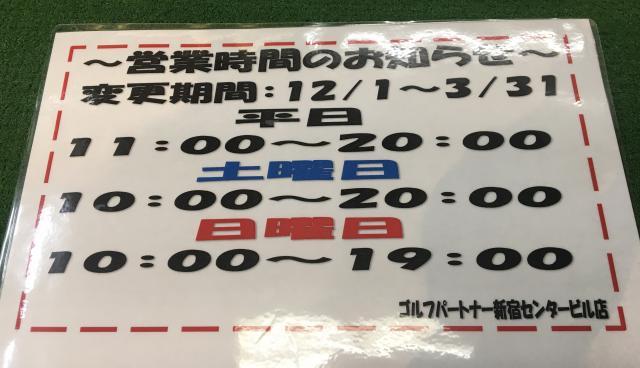 ～営業時間のお知らせ～
変更期間：12/1～3/31
平日
11：00～20：00
土曜日
10：00～20：00
日曜日
10：00～19：00
ゴルフパートナー新宿センタービル店